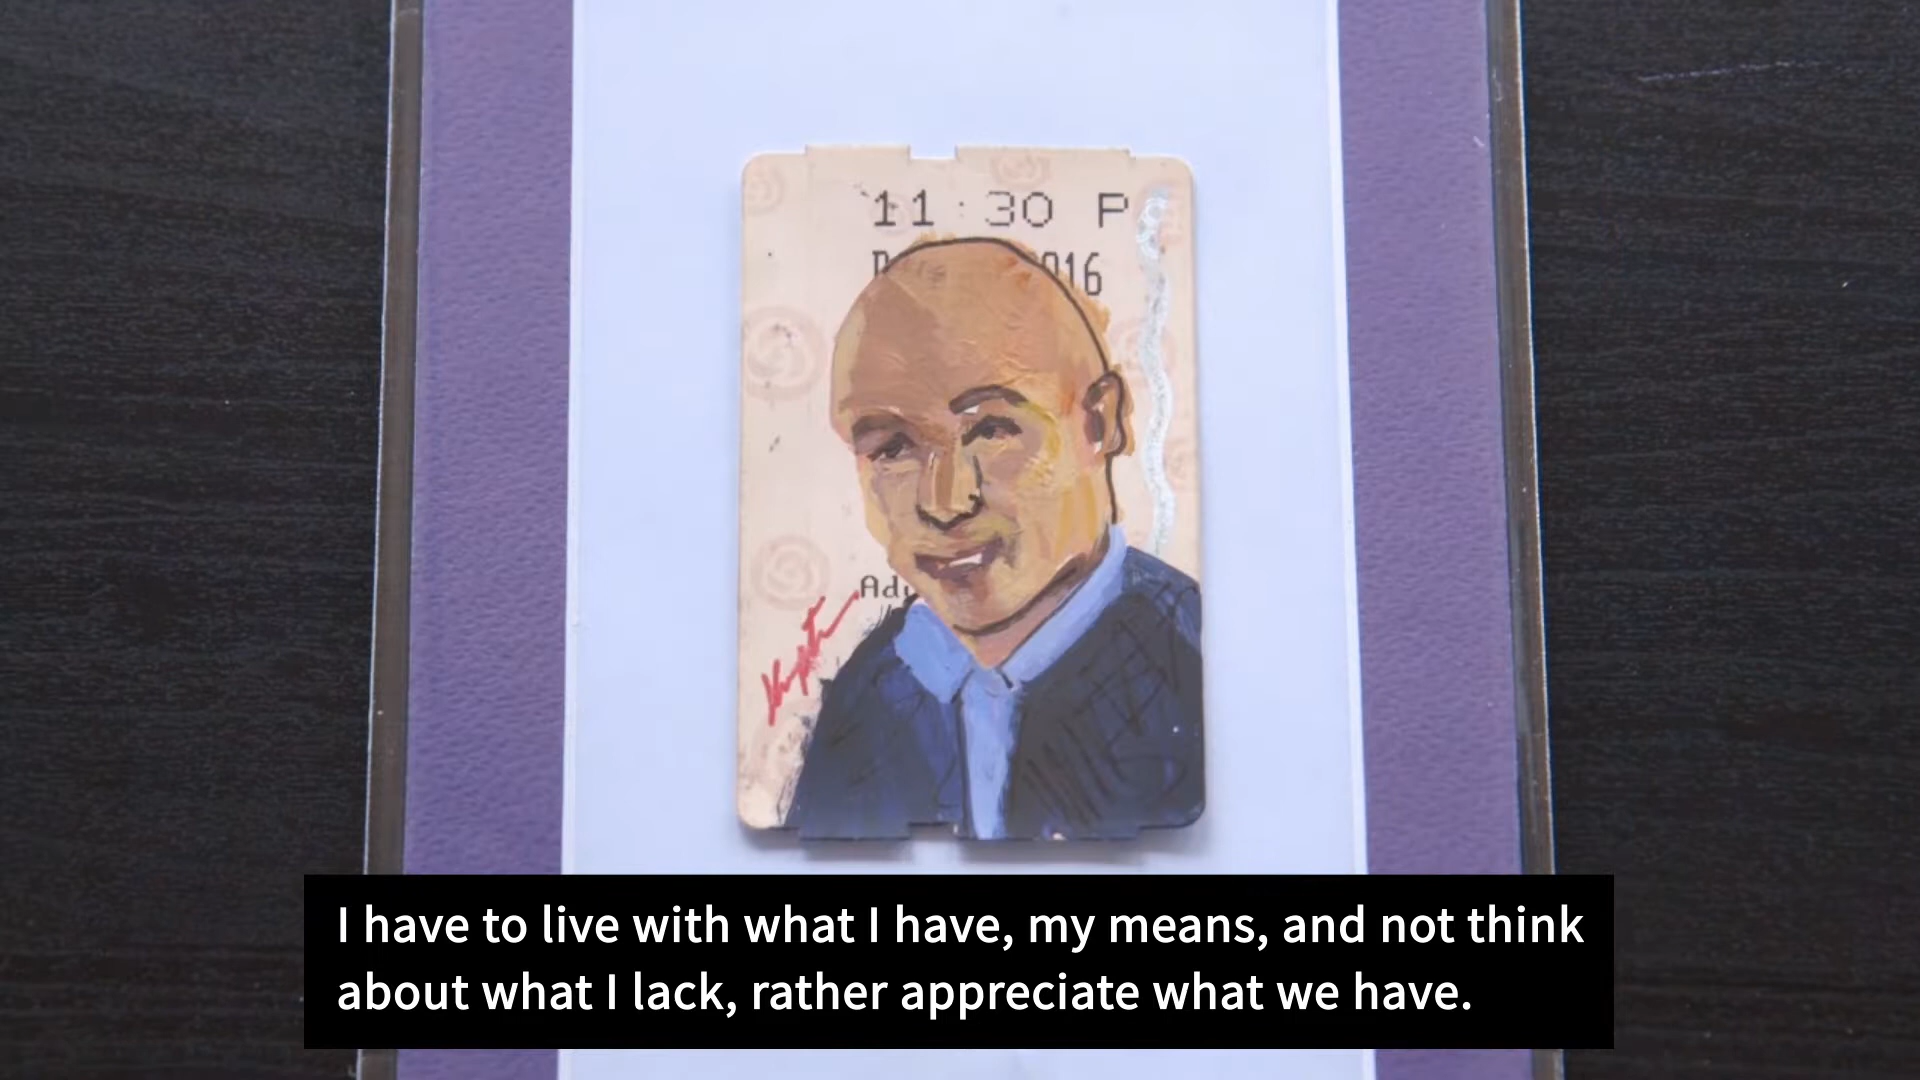 11:30 P
016
I have to live with what I have, my means, and not think
about what I lack, rather appreciate what we have.